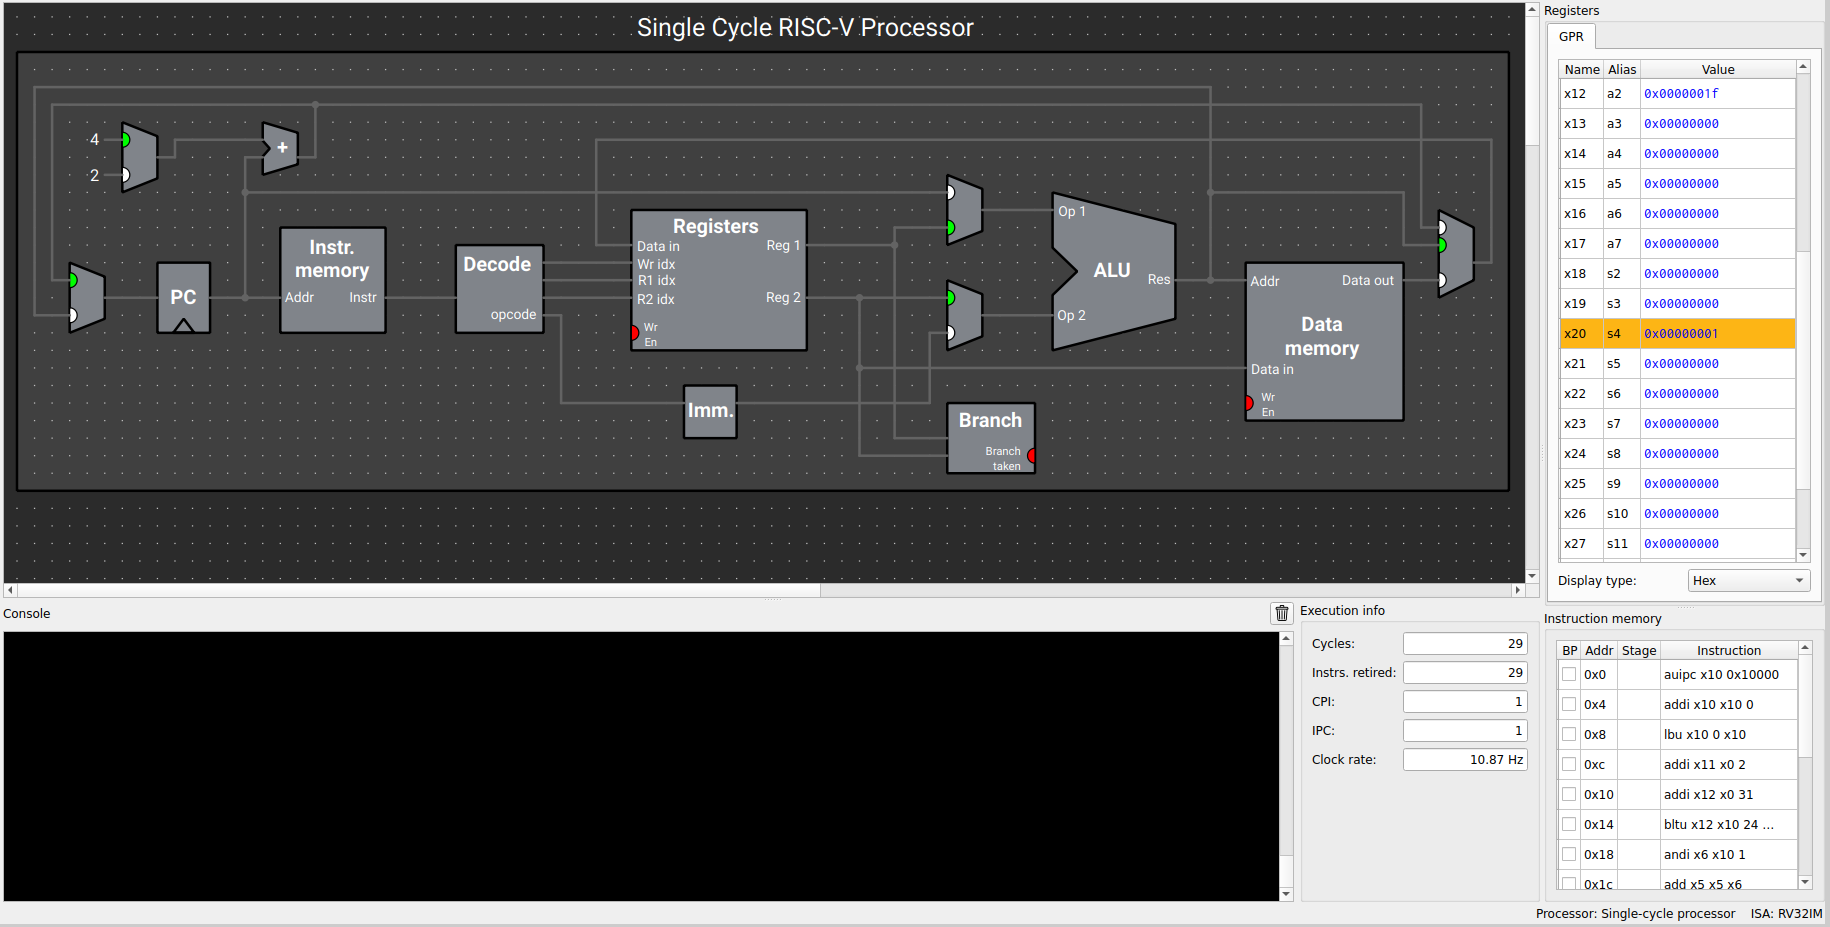 Single Cycle RISC-V Processor
4
2
+
PC
Instr.
memory
Addr
Instr
Decode
opcode
Registers
Data in
Wr idx
R1 idx
R2 idx
Wr
En
Reg 1
Reg 2
Imm.
Op 1
Op 2
ALU
Res
Branch
Branch
taken
Addr
Data out
Data
memory
Data in
Wr
En
Registers
GPR
Name Alias Value
x12 a2 0x0000001f
x13 a3 0x00000000
x14 a4 0x00000000
x15 a5 0x00000000
x16 a6 0x00000000
x17 a7 0x00000000
x18 s2 0x00000000
x19 s3 0x00000000
x20 s4 0x00000001
x21 s5 0x00000000
x22 s6 0x00000000
x23 s7 0x00000000
x24 s8 0x00000000
x25 s9 0x00000000
x26 s10 0x00000000
x27 s11 0x00000000
Display type: Hex
Console
Execution info
Cycles: 29
Instrs. retired: 29
CPI: 1
IPC: 1
Clock rate: 10.87 Hz
Instruction memory
BP Addr Stage Instruction
0x0 auipc x10 0x10000
0x4 addi x10 x10 0
0x8 lbu x10 0 x10
0xc addi x11 x0 2
0x10 addi x12 x0 31
0x14 bltu x12 x10 24 ...
0x18 andi x6 x10 1
0x1c add x5 x5 x6
Processor: Single-cycle processor ISA: RV32IM